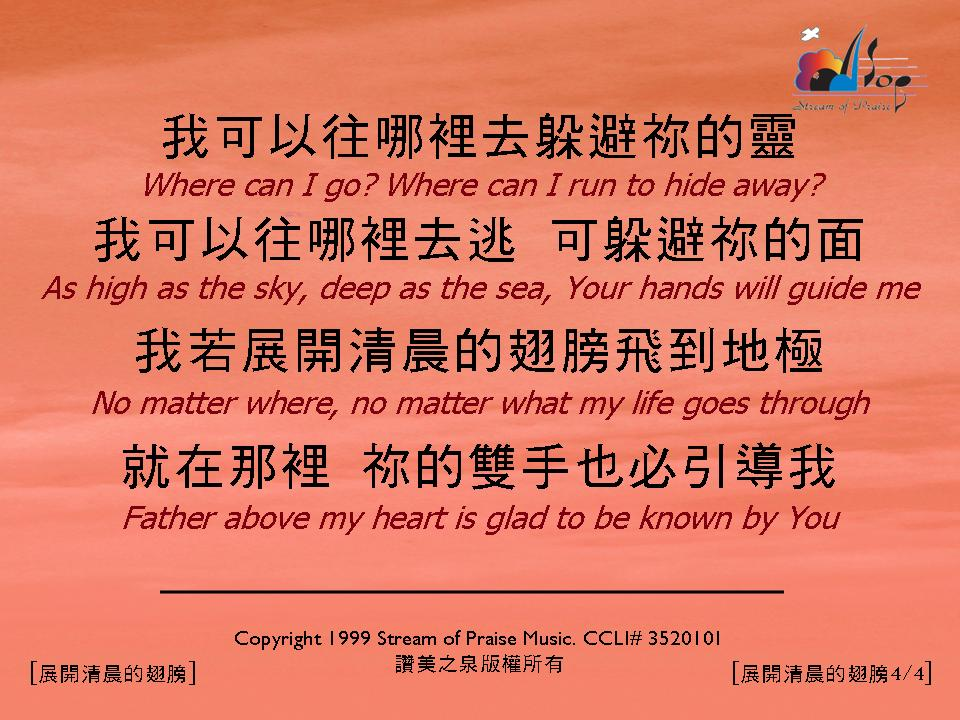 Stop
Stream of Praise
我可以往哪裡去躲避祢的靈
Where can I go? Where can I run to hide away?
我可以往哪裡去逃 可躲避祢的面
As high as the sky, deep as the sea, Your hands will guide me
我若展開清晨的翅膀飛到地極
No matter where, no matter what my life goes through
就在那裡 祢的雙手也必引導我
Father above my heart is glad to be known by You
Copyright 1999 Stream of Praise Music. CCLI# 3520101
讚美之泉版權所有
[展開清晨的翅膀]
[展開清晨的翅膀4/4]